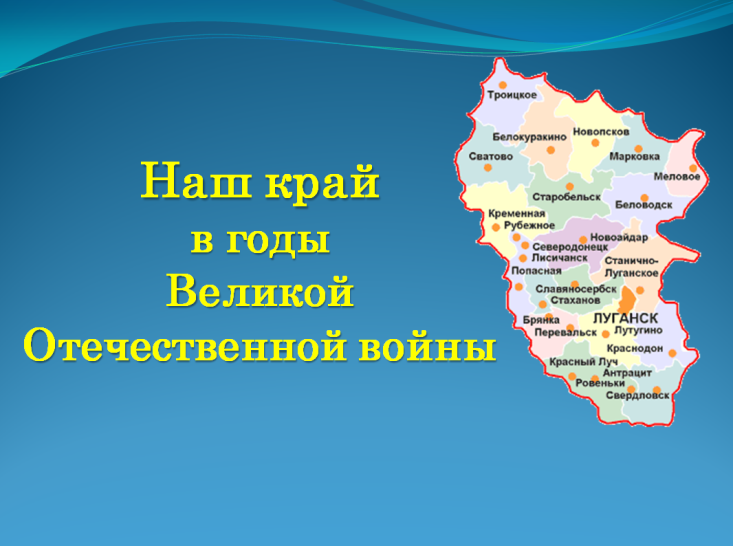 Наш край
в годы
Великой
Отечественной войны
Троицкое
Белокуракино
Новопсков
Сватово
Марковка
Меловое
Старобельск
Беловодск
Кременная
Рубежное
Новоайдар
Северодонецк
Лисичанск
Станично-
Луганское
Попасная
Славяносербск
Стаханов
ЛУГАНСК
Брянка
Перевальск
Лутугино
Краснодон
Красный Луч
Антрацит
Ровеньки
Свердловск